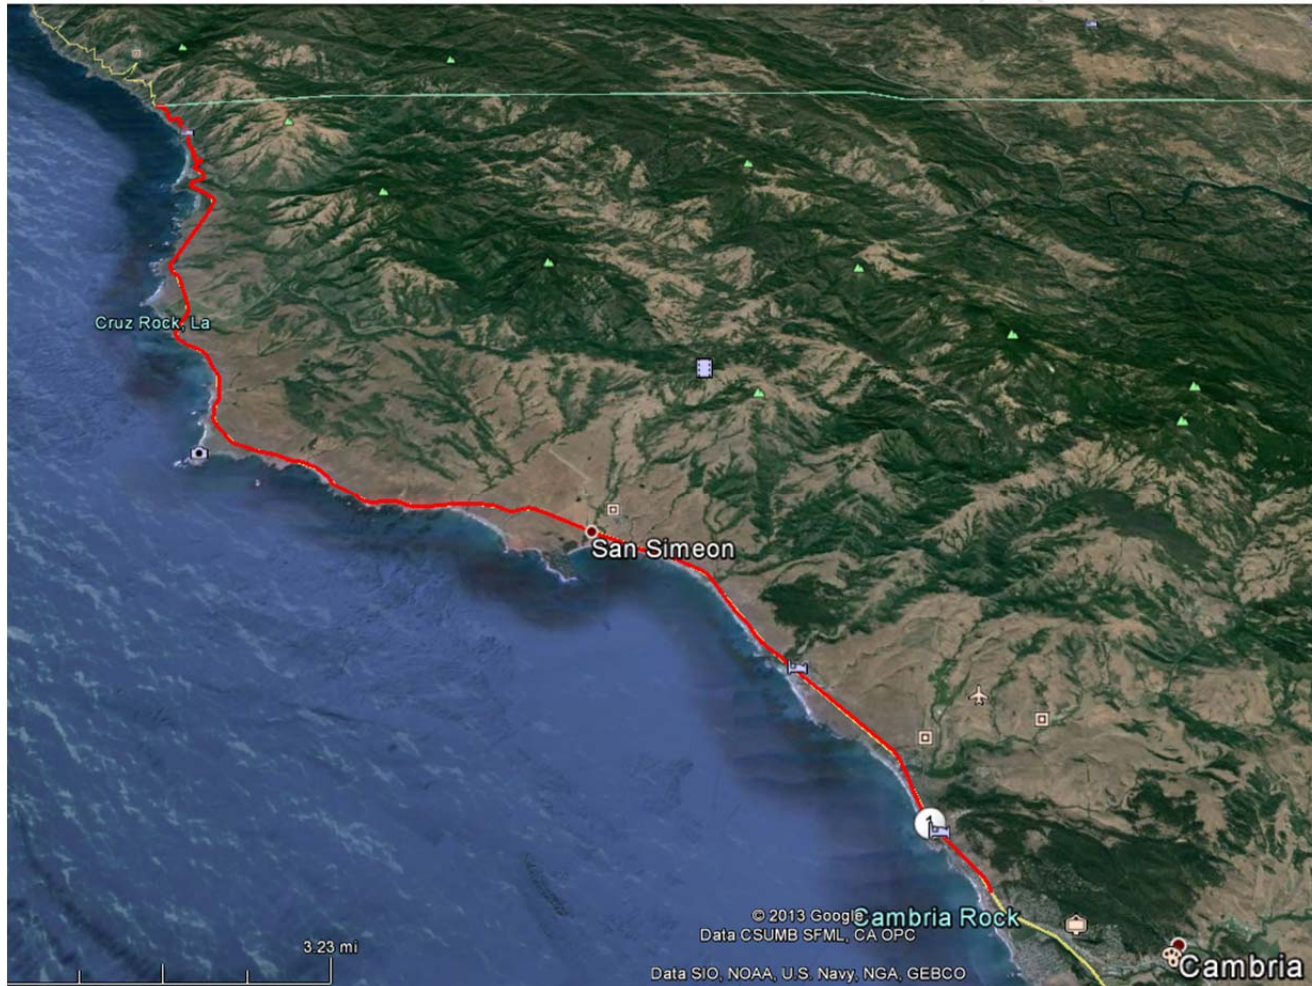 Cruz Rock, La
San Simeon
1
© 2013 Google
Cambria Rock
Data CSUMB SFML, CA OPC
3.23 mi
Data SIO, NOAA, U.S. Navy, NGA, GEBCO
Cambria